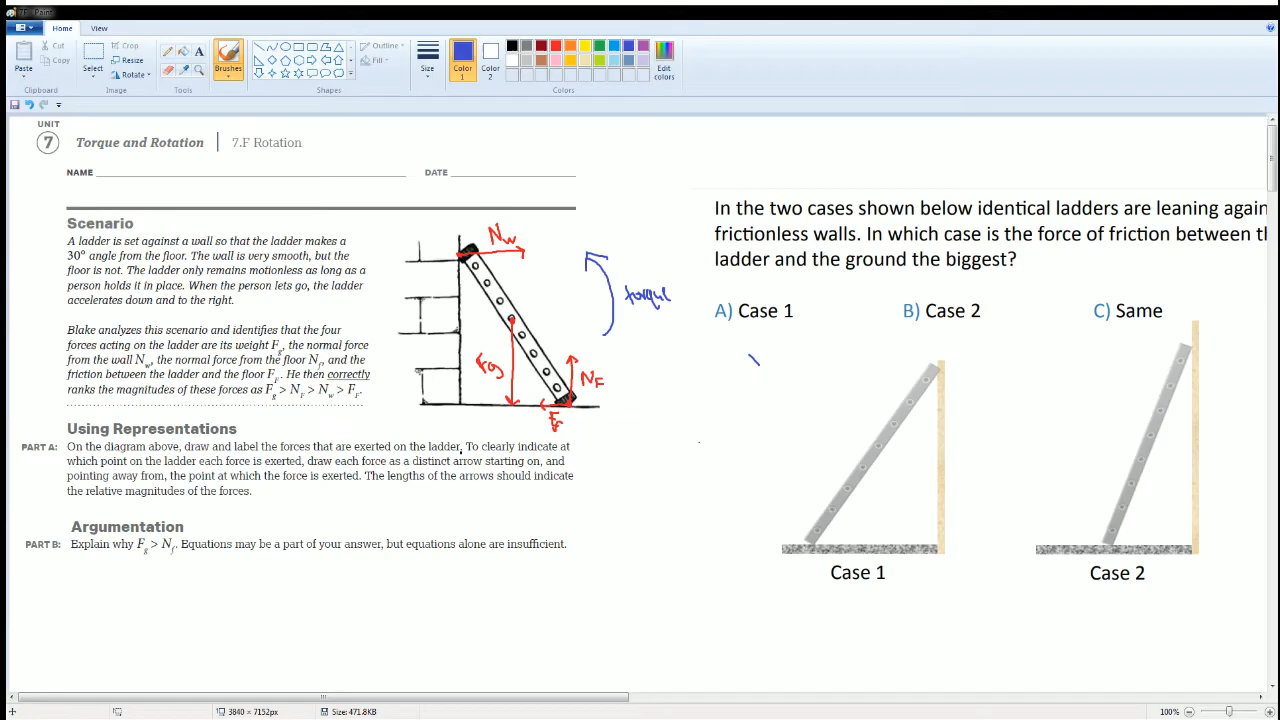 7F - Paint
Home
View
Paste
Cut
Copy
Clipboard
Select
Crop
Resize
Rotate
Image
Tools
Brushes
Shapes
Outline
Fill
Size
Color 1
Color 2
Colors
Edit colors
UNIT
7
Torque and Rotation
7.F Rotation
NAME
DATE
Scenario
A ladder is set against a wall so that the ladder makes a
30° angle from the floor. The wall is very smooth, but the
floor is not. The ladder only remains motionless as long as a
person holds it in place. When the person lets go, the ladder
accelerates down and to the right.
Blake analyzes this scenario and identifies that the four
forces acting on the ladder are its weight Fg, the normal force
from the wall Nw, the normal force from the floor NF, and the
friction between the ladder and the floor FF. He then correctly
ranks the magnitudes of these forces as Fg > NF > Nw > FF.
Nw
torque
Fg
NF
FF
Using Representations
PART A: On the diagram above, draw and label the forces that are exerted on the ladder. To clearly indicate at
which point on the ladder each force is exerted, draw each force as a distinct arrow starting on, and
pointing away from, the point at which the force is exerted. The lengths of the arrows should indicate
the relative magnitudes of the forces.
Argumentation
PART B: Explain why Fg > Nf. Equations may be a part of your answer, but equations alone are insufficient.
In the two cases shown below identical ladders are leaning again
frictionless walls. In which case is the force of friction between th
ladder and the ground the biggest?
A) Case 1
B) Case 2
C) Same
Case 1
Case 2
3840 × 7152px
Size: 471.8KB
100%